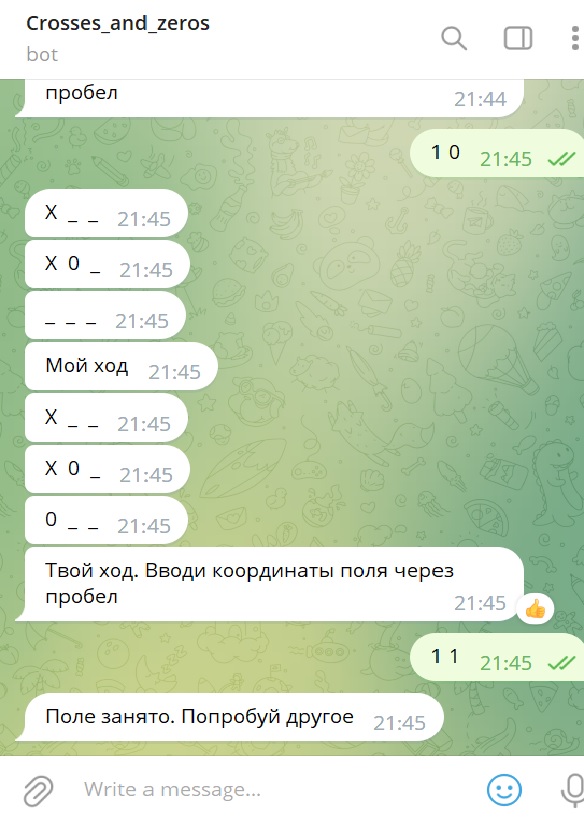 Crosses_and_zeros
bot
пробел 21:44
1 0 21:45
X _ _ 21:45
X 0 _ 21:45
_ _ _ 21:45
Мой ход 21:45
X _ _ 21:45
X 0 _ 21:45
0 _ _ 21:45
Твой ход. Вводи координаты поля через
пробел 21:45
1 1 21:45
Поле занято. Попробуй другое 21:45
Write a message...